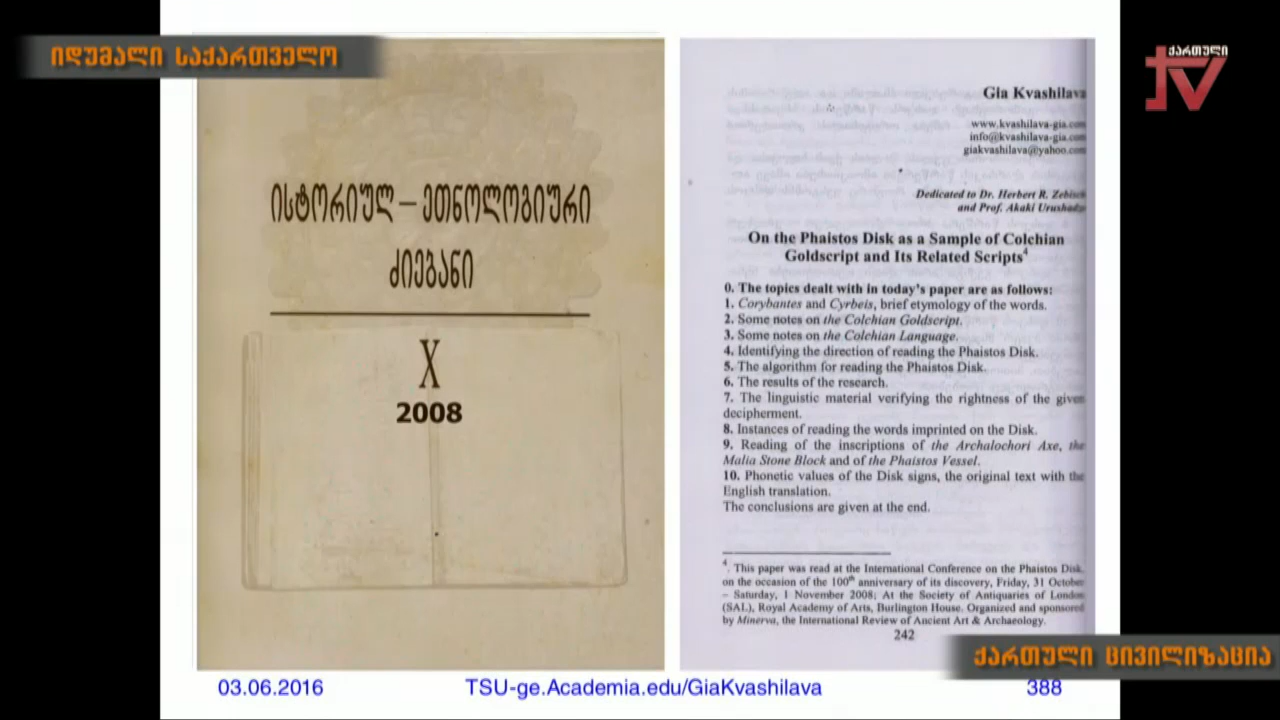 იდუმალი საქართველო
ქართული
TV
ისტორიულ – ეთნოლოგიური
ძიებანი
X
2008
Gia Kvashilava
www.kvashilava-gia.com
info@kvashilava-gia.com
giakvashilava@yahoo.com
Dedicated to Dr. Herbert R.
and Prof. Akaki Urushadze
On the Phaistos Disk as a Sample of Colchian
Goldscript and Its Related Scripts4
0. The topics dealt with in today's paper are as follows:
1. Corybantes and Cyrbeis, brief etymology of the words.
2. Some notes on the Colchian Goldscript.
3. Some notes on the Colchian Language.
4. Identifying the direction of reading the Phaistos Disk.
5. The algorithm for reading the Phaistos Disk.
6. The results of the research.
7. The linguistic material verifying the rightness of the given
decipherment.
8. Instances of reading the words imprinted on the Disk.
9. Reading of the inscriptions of the Archalochori Axe, the
Malia Stone Block and of the Phaistos Vessel.
10. Phonetic values of the Disk signs, the original text with the
English translation.
The conclusions are given at the end.
4. This paper was read at the International Conference on the Phaistos Disk
on the occasion of the 100th anniversary of its discovery, Friday, 31 October
– Saturday, 1 November 2008; At the Society of Antiquaries of London
(SAL), Royal Academy of Arts, Burlington House. Organized and sponsored
by Minerva, the International Review of Ancient Art & Archaeology.
242
ქართული ცივილიზაცია
03.06.2016 TSU-ge.Academia.edu/GiaKvashilava 388